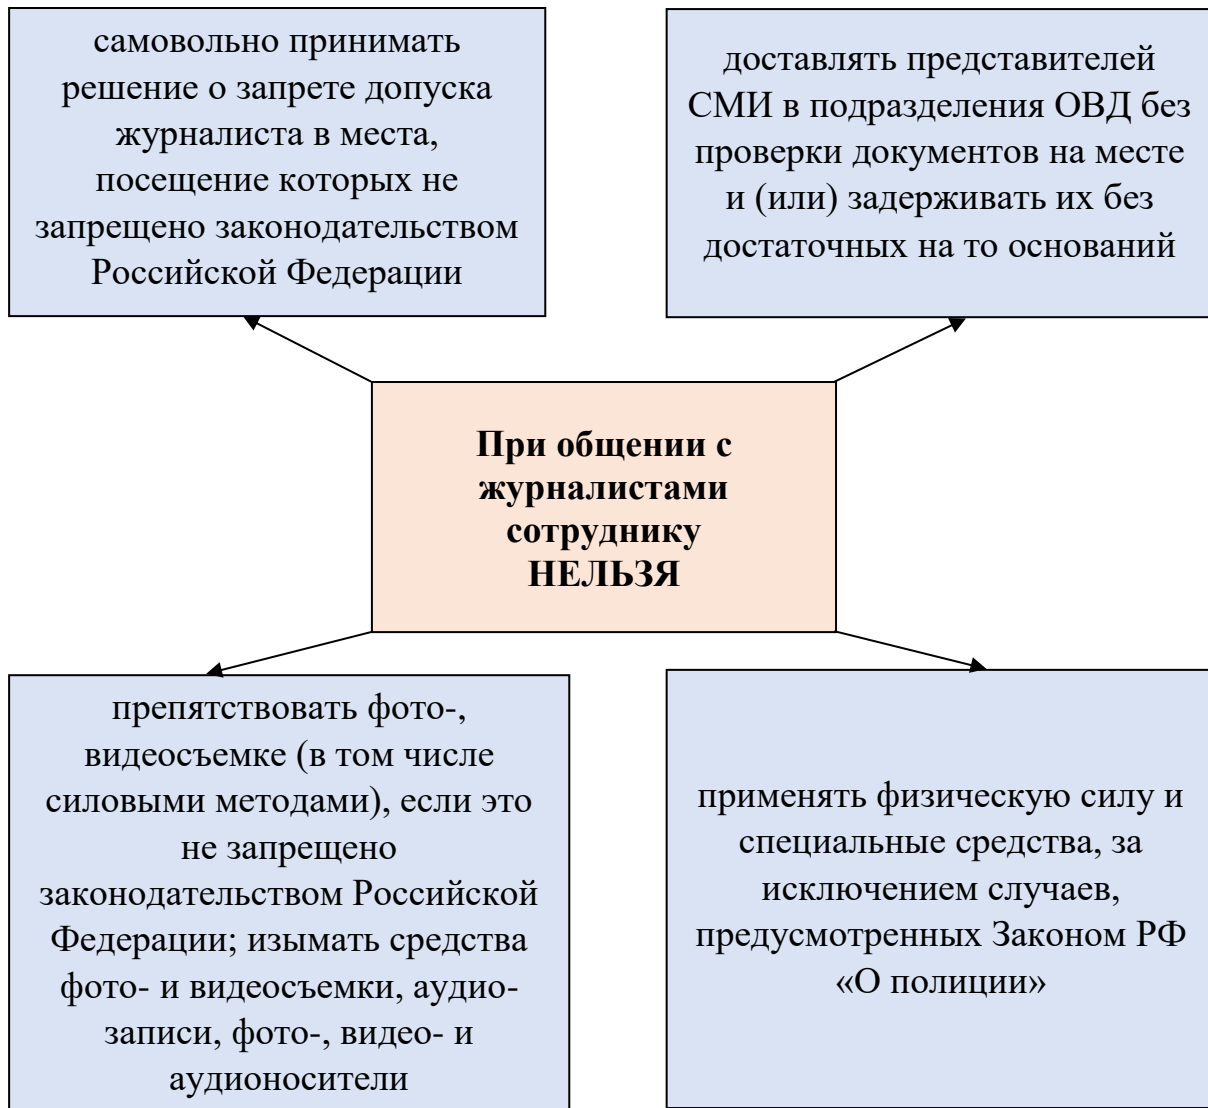 самовольно принимать
решение о запрете допуска
журналиста в места,
посещение которых не
запрещено законодательством
Российской Федерации
доставлять представителей
СМИ в подразделения ОВД без
проверки документов на месте
и (или) задерживать их без
достаточных на то оснований
При общении с
журналистами
сотруднику
НЕЛЬЗЯ
препятствовать фото-,
видеосъемке (в том числе
силовыми методами), если это
не запрещено
законодательством Российской
Федерации; изымать средства
фото- и видеосъемки, аудио-
записи, фото-, видео- и
аудионосители
применять физическую силу и
специальные средства, за
исключением случаев,
предусмотренных Законом РФ
«О полиции»